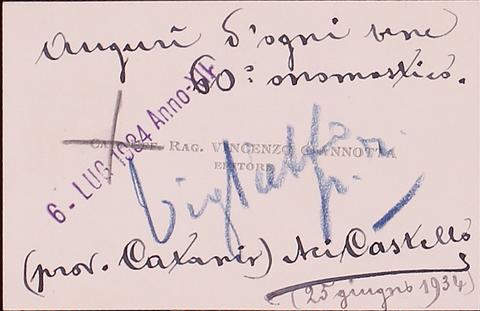 Auguri d'ogni bene
60° onomastico.
6 - LUG. 1934 Anno XII
Cav. Uff. Rag. Vincenzo Giannotta
Editore
(prov. Catania) Aci Castello
(25 giugno 1934)